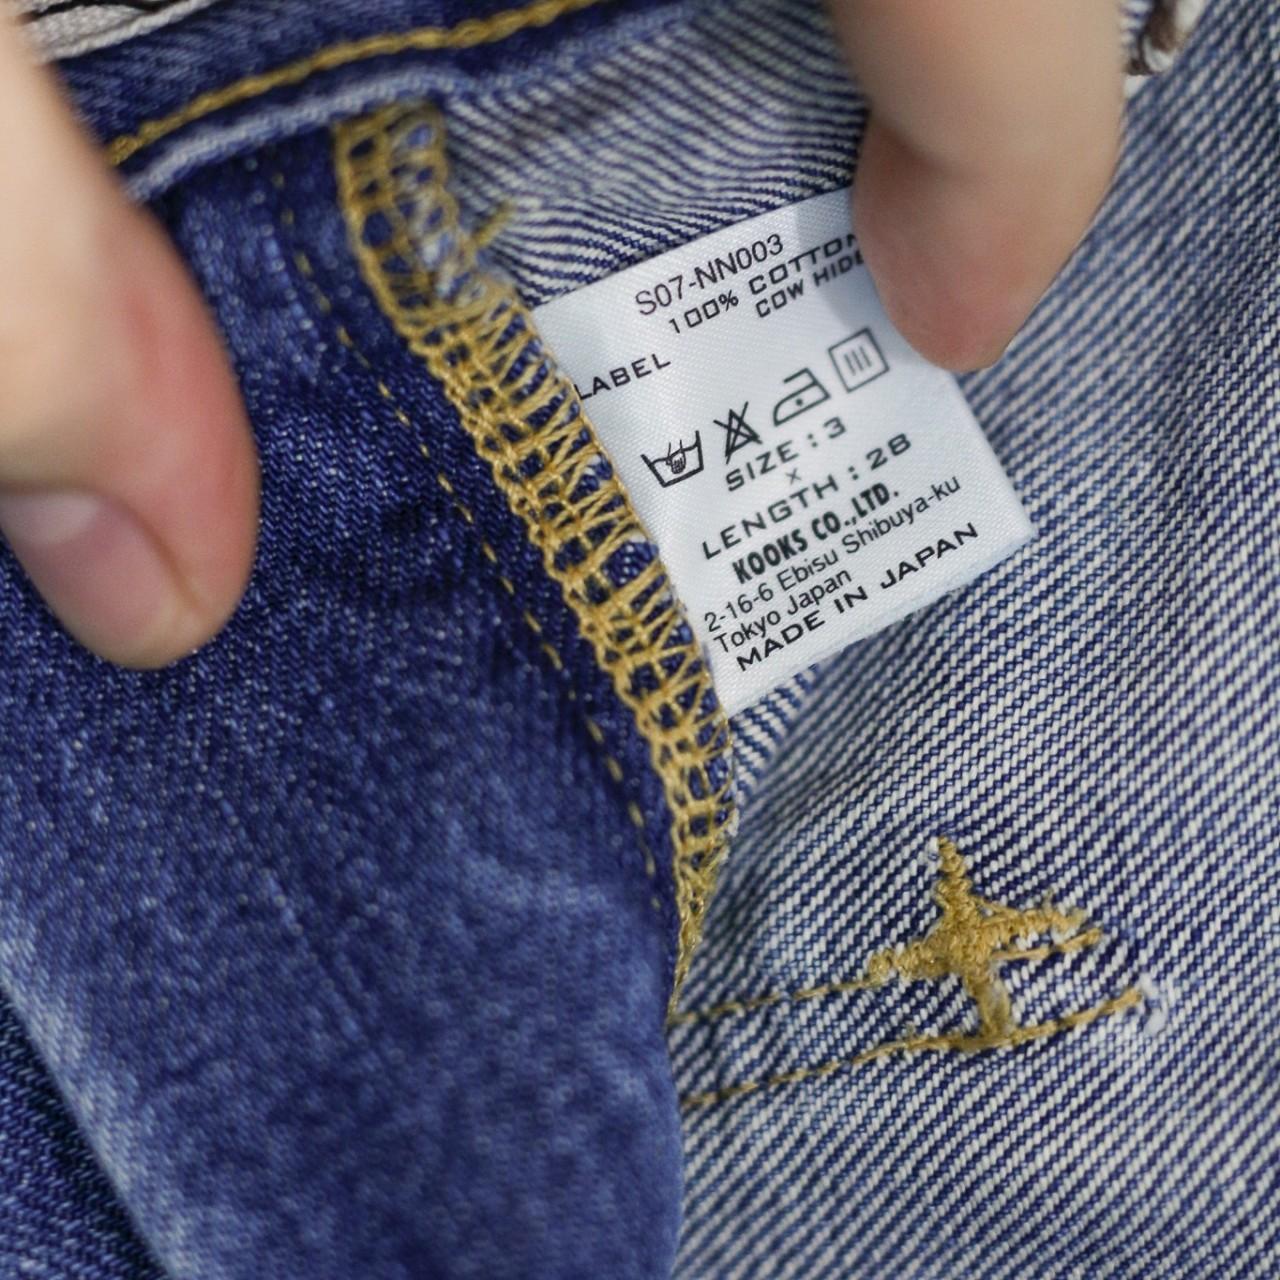 S07-NN003
100% COTTON
COW HIDE
LABEL
SIZE : 3
X
LENGTH : 28
KOOKS CO.,LTD.
2-16-6 Ebisu Shibuya-ku
Tokyo Japan
MADE IN JAPAN